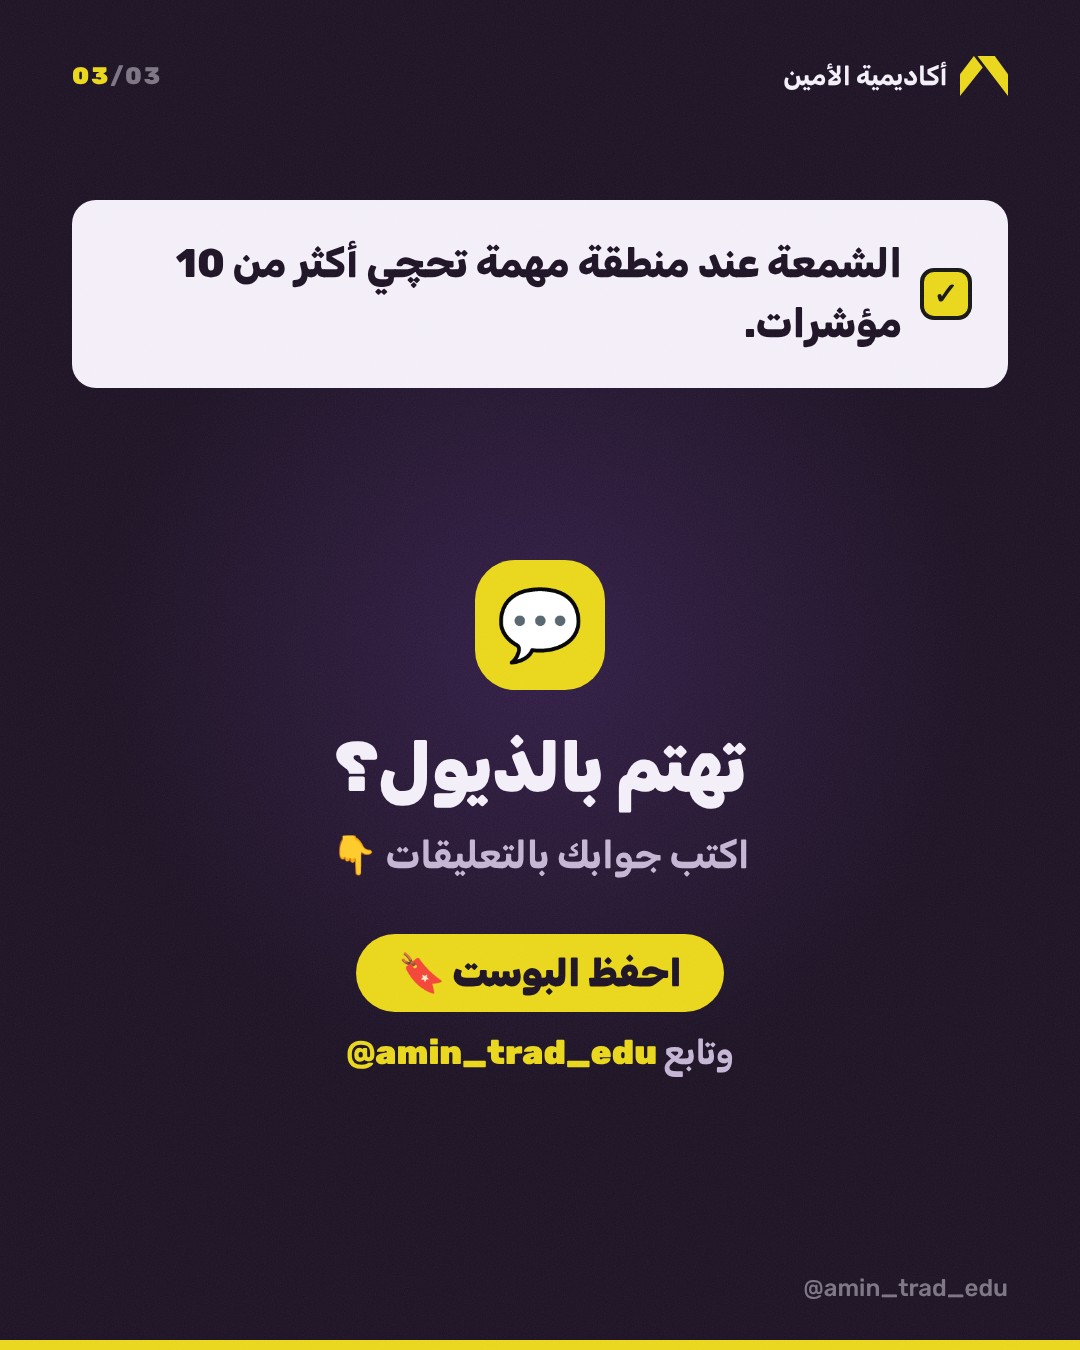 أكاديمية الأمين
03/03
الشمعة عند منطقة مهمة تحچي أكثر من 10
مؤشرات.
تهتم بالذيول؟
اكتب جوابك بالتعليقات 👇
احفظ البوست 🔖
وتابع @amin_trad_edu
@amin_trad_edu